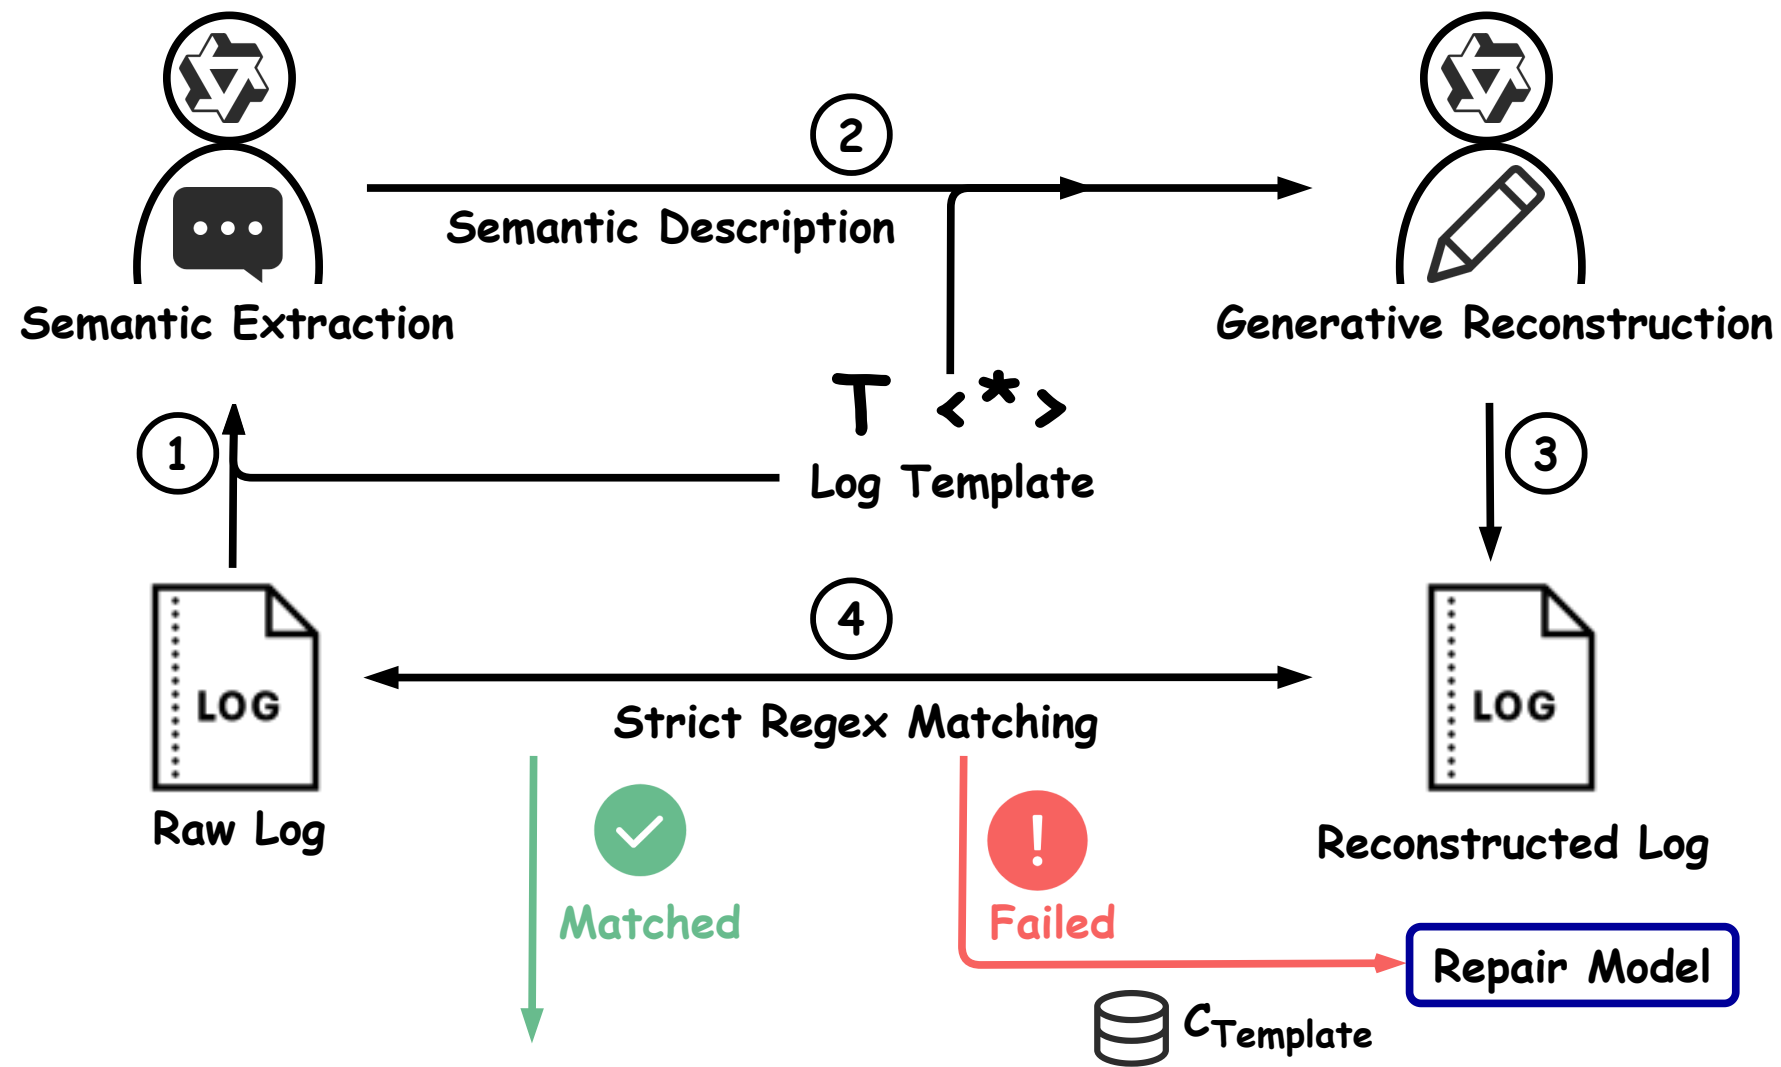 2
Semantic Description
Semantic Extraction
Generative Reconstruction
T <*>
Log Template
1
3
4
LOG
LOG
Strict Regex Matching
Raw Log
Reconstructed Log
!
Matched
Failed
Repair Model
C_Template